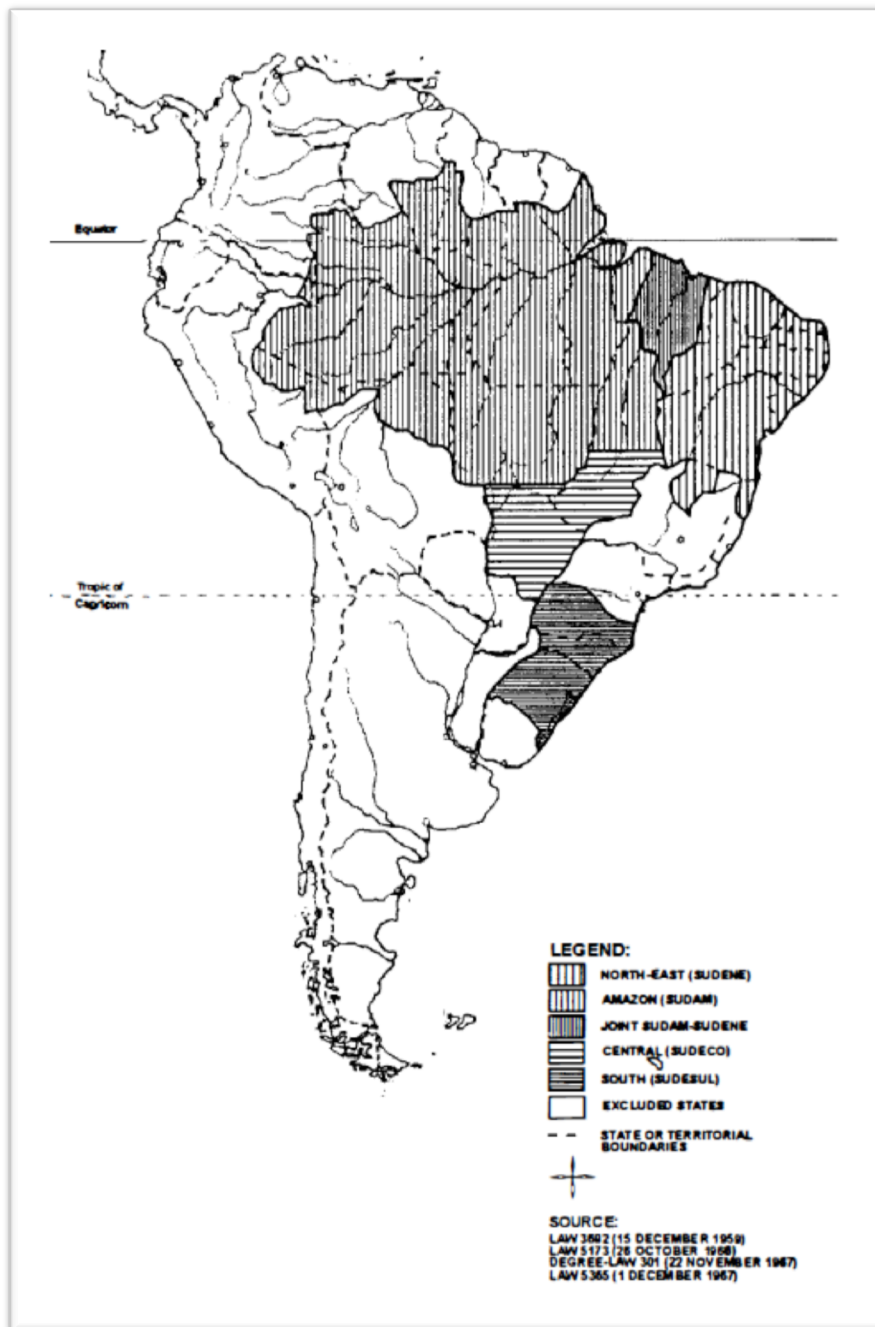 Equator
Tropic of
Capricorn
LEGEND:
NORTH-EAST (SUDENE)
AMAZON (SUDAM)
JOINT SUDAM-SUDENE
CENTRAL (SUDECO)
SOUTH (SUDESUL)
EXCLUDED STATES
STATE OR TERRITORIAL
BOUNDARIES
SOURCE:
LAW 3692 (15 DECEMBER 1959)
LAW 5173 (26 OCTOBER 1966)
DEGREE-LAW 301 (22 NOVEMBER 1967)
LAW 5365 (1 DECEMBER 1967)